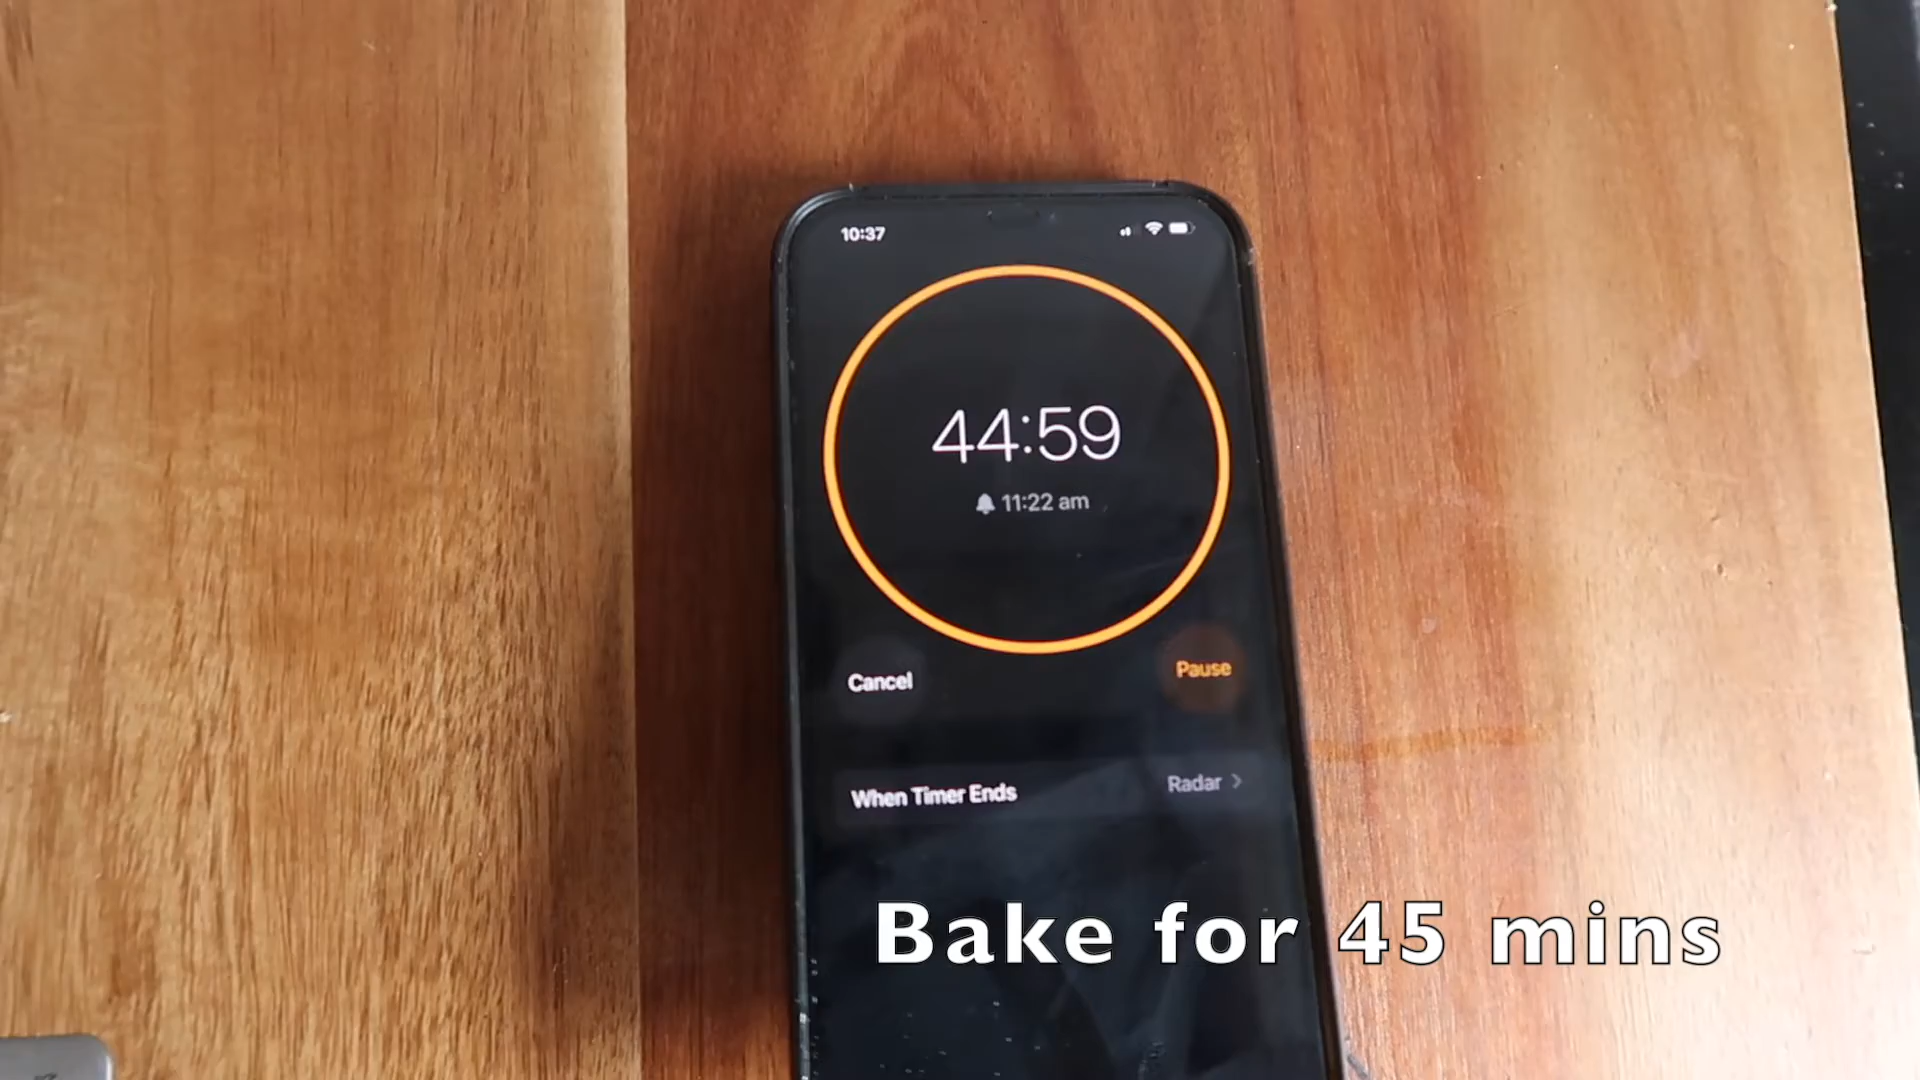 10:37
44:59
11:22 am
Cancel
Pause
When Timer Ends
Radar
Bake for 45 mins